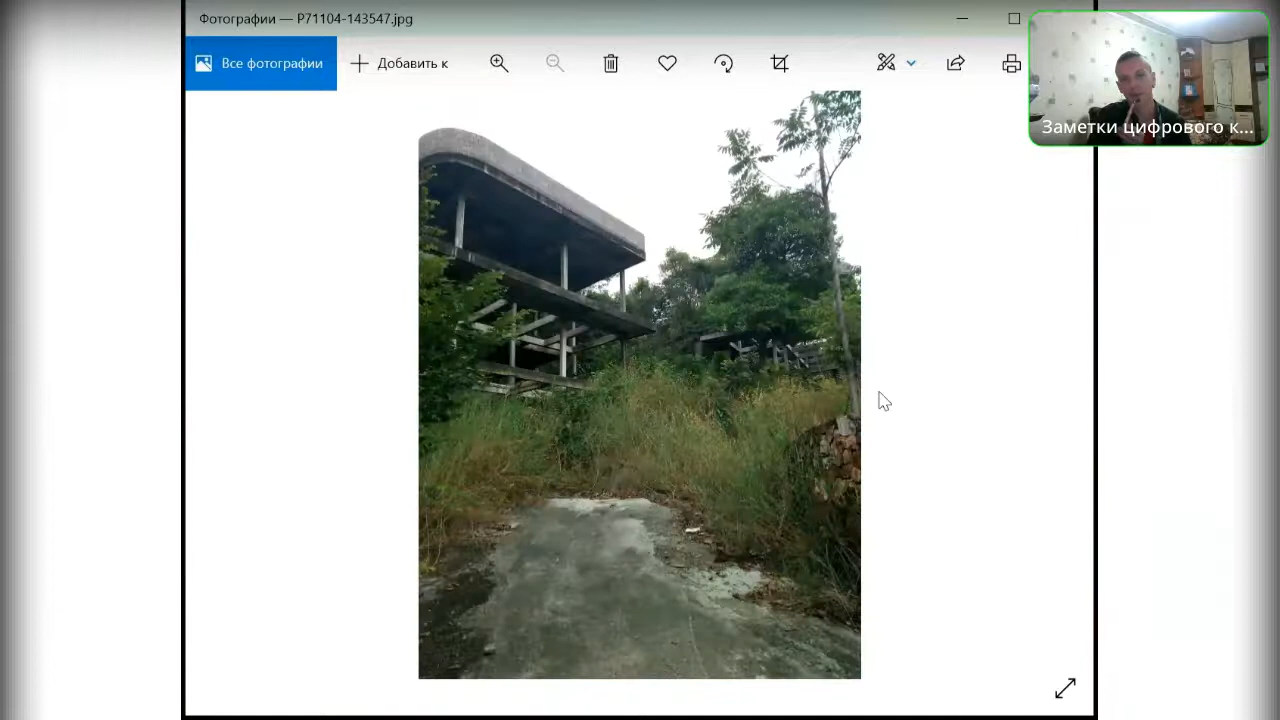 Фотографии — P71104-143547.jpg
Все фотографии
Добавить к
Заметки цифрового к...